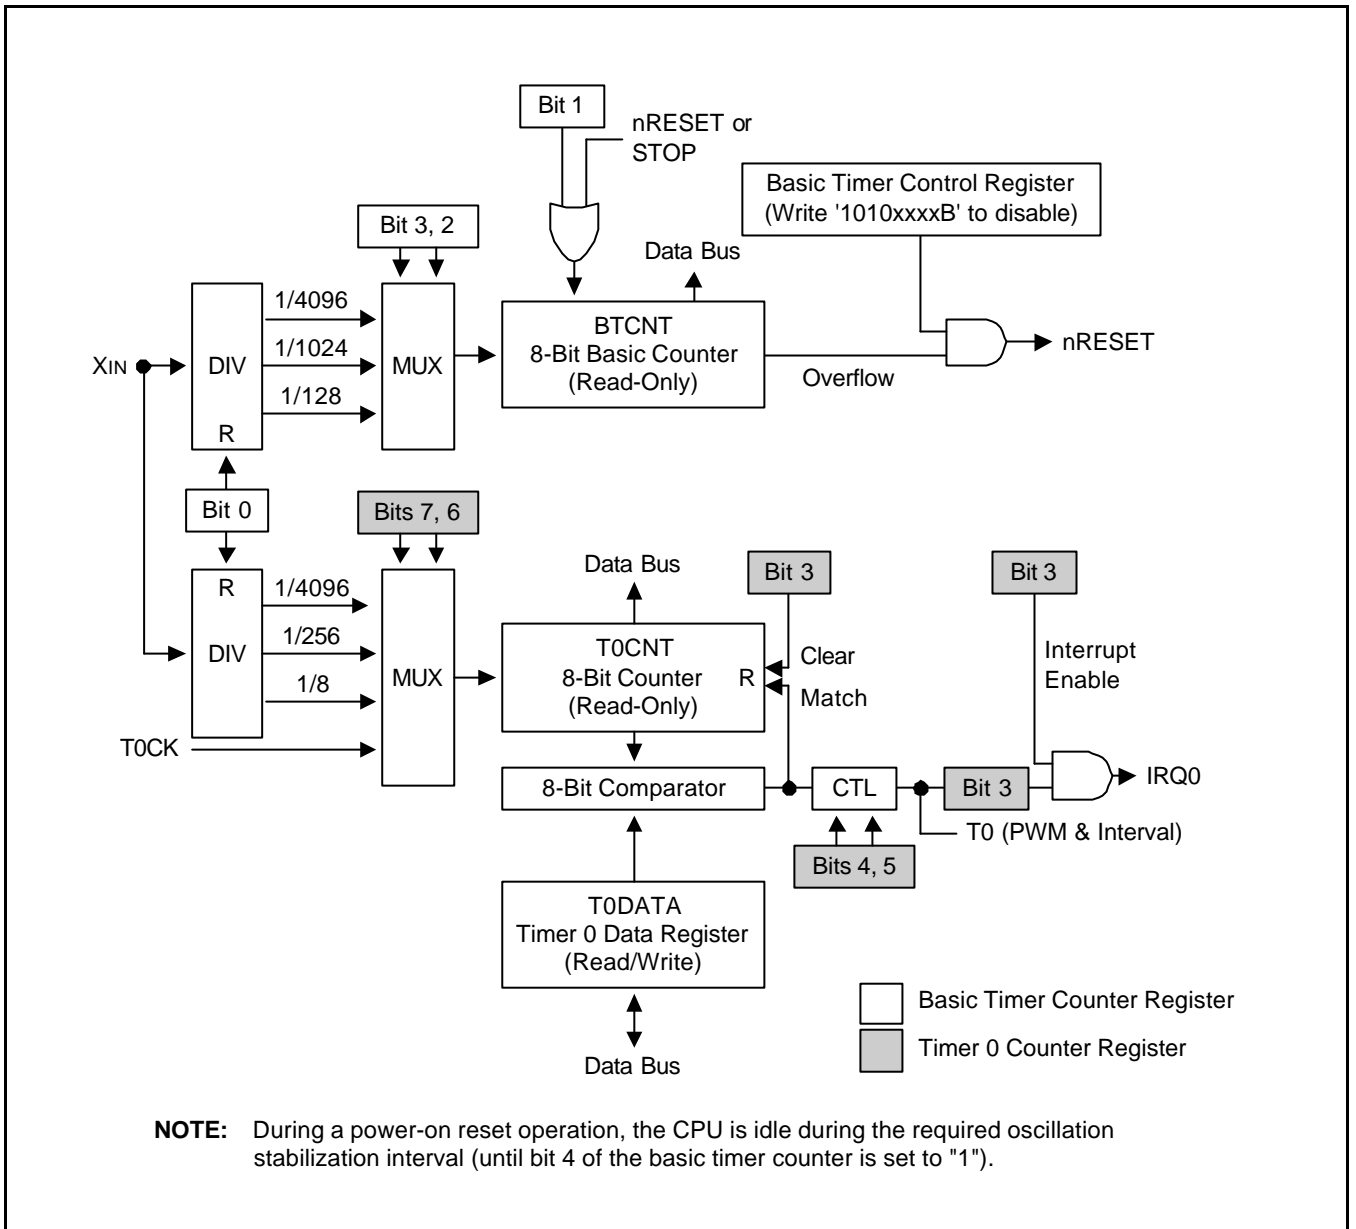 Bit 1
nRESET or
STOP
Basic Timer Control Register
(Write '1010xxxxB' to disable)
Bit 3, 2
Data Bus
1/4096
1/1024
1/128
XIN
DIV
R
MUX
BTCNT
8-Bit Basic Counter
(Read-Only)
Overflow
nRESET
Bit 0
Bits 7, 6
R
DIV
1/4096
1/256
1/8
T0CK
MUX
Data Bus
T0CNT
8-Bit Counter
(Read-Only)
R
Bit 3
Clear
Match
Bit 3
Interrupt
Enable
8-Bit Comparator
CTL
Bit 3
IRQ0
T0 (PWM & Interval)
Bits 4, 5
T0DATA
Timer 0 Data Register
(Read/Write)
Data Bus
Basic Timer Counter Register
Timer 0 Counter Register
NOTE: During a power-on reset operation, the CPU is idle during the required oscillation
stabilization interval (until bit 4 of the basic timer counter is set to "1").